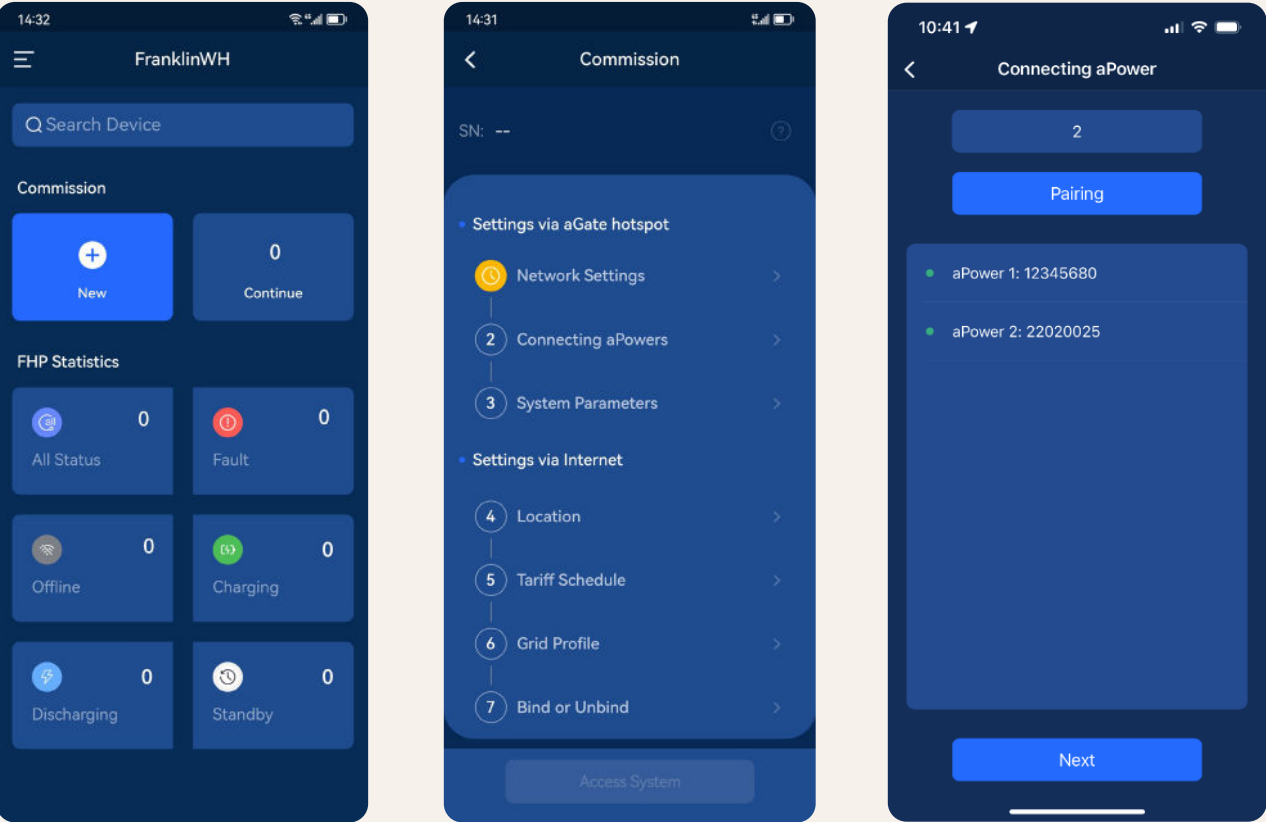 14:32
FranklinWH
Search Device
Commission
New
0
Continue
FHP Statistics
0
All Status
0
Fault
0
Offline
0
Charging
0
Discharging
0
Standby
14:31
Commission
SN: --
?
Settings via aGate hotspot
Network Settings
2 Connecting aPowers
3 System Parameters
Settings via Internet
4 Location
5 Tariff Schedule
6 Grid Profile
7 Bind or Unbind
Access System
10:41
Connecting aPower
2
Pairing
aPower 1: 12345680
aPower 2: 22020025
Next